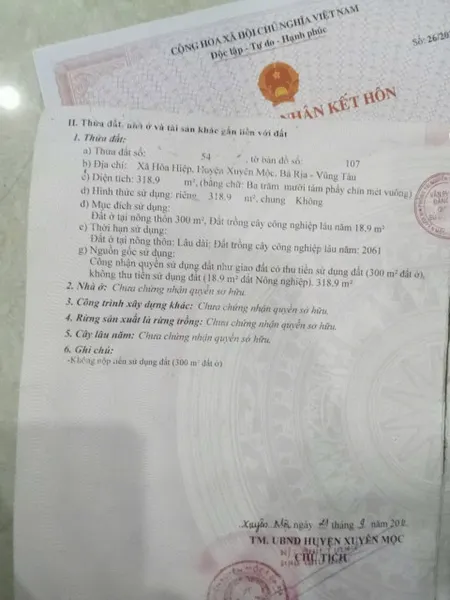 CỘNG HÒA XÃ HỘI CHỦ NGHĨA VIỆT NAM
Độc lập - Tự do - Hạnh phúc
Số: 26/20
NHẬN KẾT HÔN
II. Thửa đất, nhà ở và tài sản khác gắn liền với đất
1. Thửa đất:
a) Thửa đất số: 54 , tờ bản đồ số: 107
b) Địa chỉ: Xã Hòa Hiệp, Huyện Xuyên Mộc, Bà Rịa - Vũng Tàu
c) Diện tích: 318.9 m², (bằng chữ: Ba trăm mười tám phẩy chín mét vuông)
d) Hình thức sử dụng: riêng 318.9 m², chung Không
đ) Mục đích sử dụng:
Đất ở tại nông thôn 300 m², Đất trồng cây công nghiệp lâu năm 18.9 m²
e) Thời hạn sử dụng:
Đất ở tại nông thôn: Lâu dài; Đất trồng cây công nghiệp lâu năm: 2061
g) Nguồn gốc sử dụng:
Công nhận quyền sử dụng đất như giao đất có thu tiền sử dụng đất (300 m² đất ở),
không thu tiền sử dụng đất (18.9 m² đất Nông nghiệp). 318.9 m²
2. Nhà ở: Chưa chứng nhận quyền sở hữu.
3. Công trình xây dựng khác: Chưa chứng nhận quyền sở hữu.
4. Rừng sản xuất là rừng trồng: Chưa chứng nhận quyền sở hữu.
5. Cây lâu năm: Chưa chứng nhận quyền sở hữu.
6. Ghi chú:
-Không nộp tiền sử dụng đất (300 m² đất ở)
Xuyên Mộc, ngày tháng 9 năm 201
TM. UBND HUYỆN XUYÊN MỘC
CHỦ TỊCH